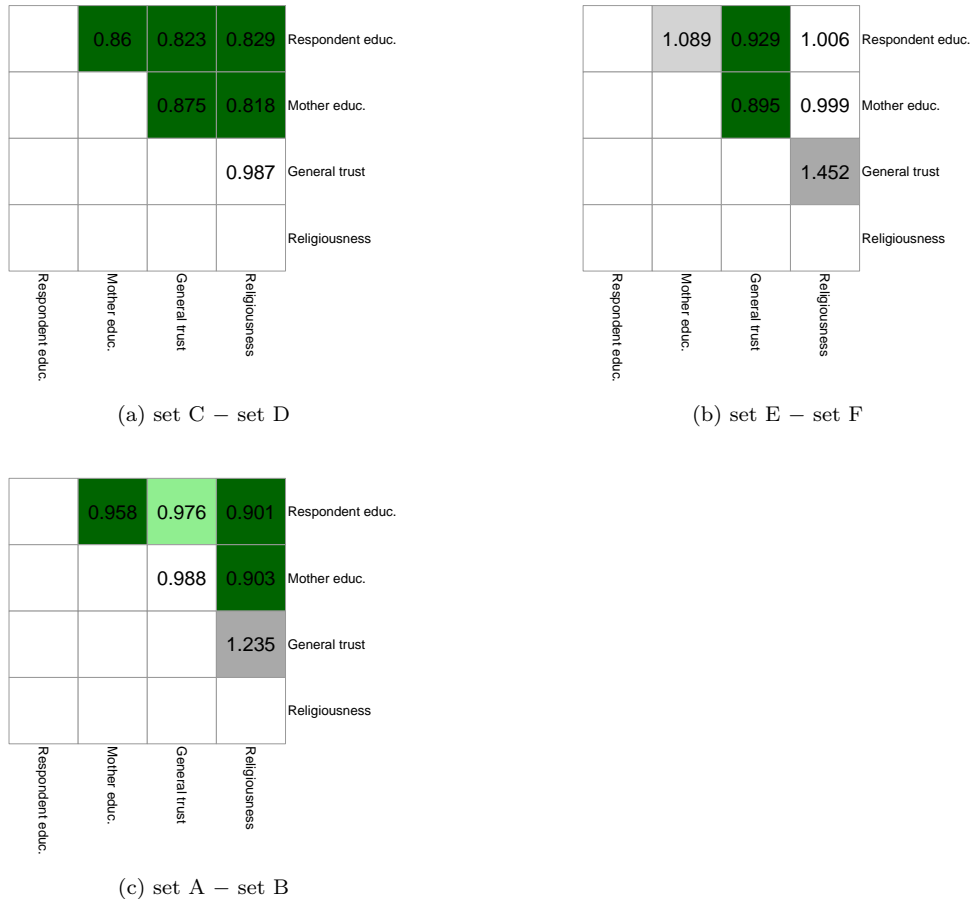 0.86 0.823 0.829 Respondent educ.
0.875 0.818 Mother educ.
0.987 General trust
Religiousness
Respondent educ.
Mother educ.
General trust
Religiousness
(a) set C − set D
1.089 0.929 1.006 Respondent educ.
0.895 0.999 Mother educ.
1.452 General trust
Religiousness
Respondent educ.
Mother educ.
General trust
Religiousness
(b) set E − set F
0.958 0.976 0.901 Respondent educ.
0.988 0.903 Mother educ.
1.235 General trust
Religiousness
Respondent educ.
Mother educ.
General trust
Religiousness
(c) set A − set B